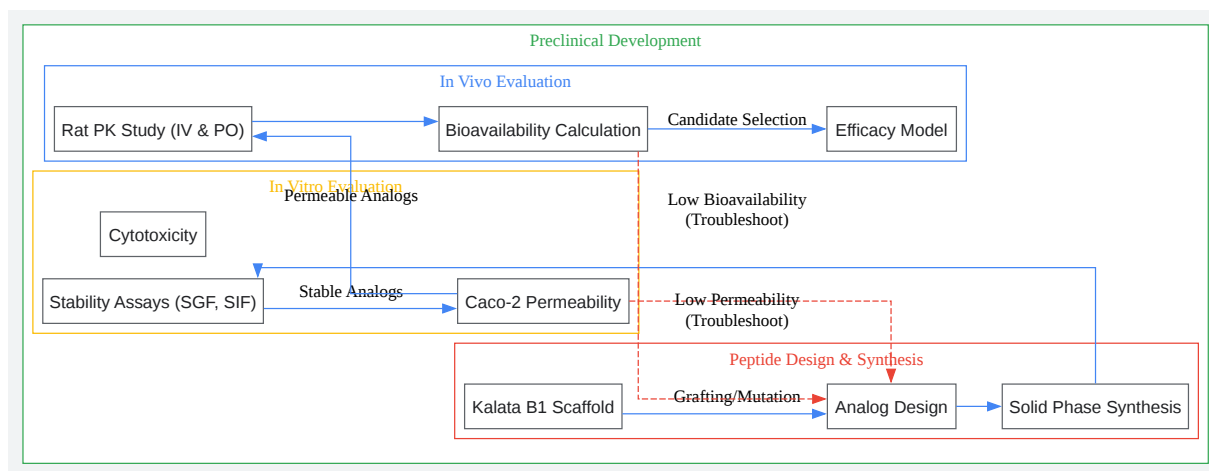 Preclinical Development
In Vivo Evaluation
Rat PK Study (IV & PO)
Bioavailability Calculation
Candidate Selection
Efficacy Model
In Vitro Evaluation
Permeable Analogs
Low Bioavailability
(Troubleshoot)
Cytotoxicity
Stability Assays (SGF, SIF)
Stable Analogs
Caco-2 Permeability
Low Permeability
(Troubleshoot)
Peptide Design & Synthesis
Kalata B1 Scaffold
Grafting/Mutation
Analog Design
Solid Phase Synthesis